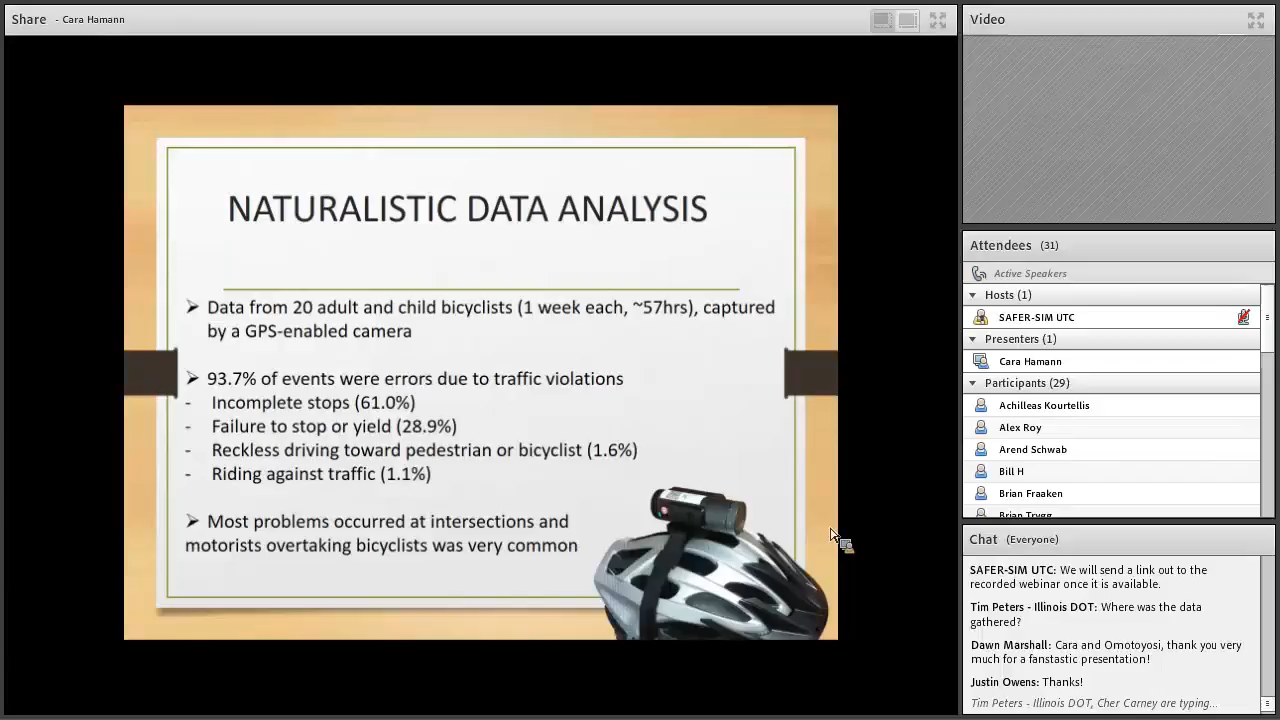 Share - Cara Hamann
NATURALISTIC DATA ANALYSIS
➢ Data from 20 adult and child bicyclists (1 week each, ~57hrs), captured
by a GPS-enabled camera
➢ 93.7% of events were errors due to traffic violations
- Incomplete stops (61.0%)
- Failure to stop or yield (28.9%)
- Reckless driving toward pedestrian or bicyclist (1.6%)
- Riding against traffic (1.1%)
➢ Most problems occurred at intersections and
motorists overtaking bicyclists was very common
Video
Attendees (31)
Active Speakers
Hosts (1)
SAFER-SIM UTC
Presenters (1)
Cara Hamann
Participants (29)
Achilleas Kourtellis
Alex Roy
Arend Schwab
Bill H
Brian Fraaken
Brian Trygg
Chat (Everyone)
SAFER-SIM UTC: We will send a link out to the
recorded webinar once it is available.
Tim Peters - Illinois DOT: Where was the data
gathered?
Dawn Marshall: Cara and Omotoyosi, thank you very
much for a fanstastic presentation!
Justin Owens: Thanks!
Tim Peters - Illinois DOT, Cher Carney are typing...